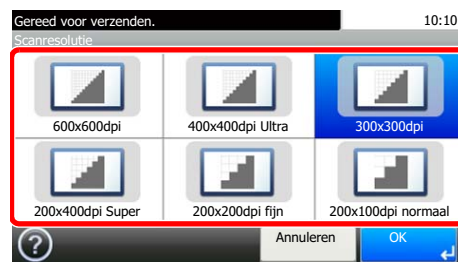 Gereed voor verzenden. 10:10
Scanresolutie
600x600dpi 400x400dpi Ultra 300x300dpi
200x400dpi Super 200x200dpi fijn 200x100dpi normaal
? Annuleren OK